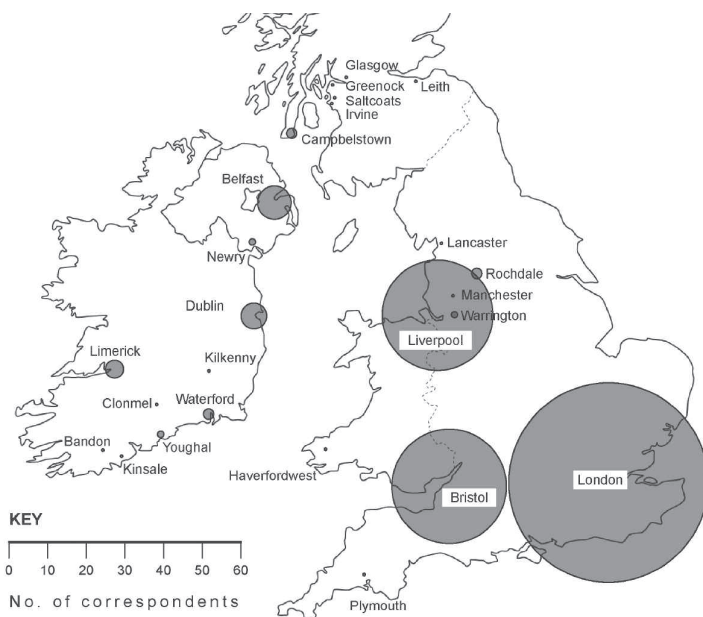 Glasgow
Greenock
Leith
Saltcoats
Irvine
Campbelstown
Belfast
Newry
Lancaster
Rochdale
Manchester
Warrington
Dublin
Liverpool
Limerick
Kilkenny
Clonmel
Waterford
Bandon
Youghal
Kinsale
Haverfordwest
Bristol
London
Plymouth
KEY
0 10 20 30 40 50 60
No. of correspondents